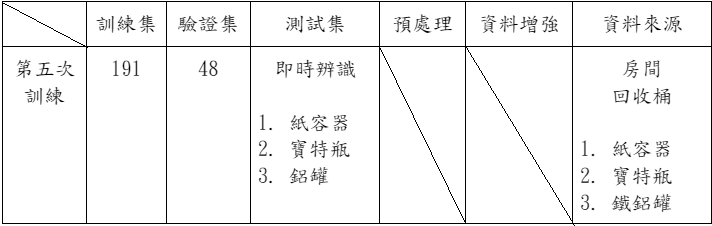 訓練集 驗證集 測試集 預處理 資料增強 資料來源
第五次
訓練
191
48
即時辨識
1. 紙容器
2. 寶特瓶
3. 鋁罐
房間
回收桶
1. 紙容器
2. 寶特瓶
3. 鐵鋁罐